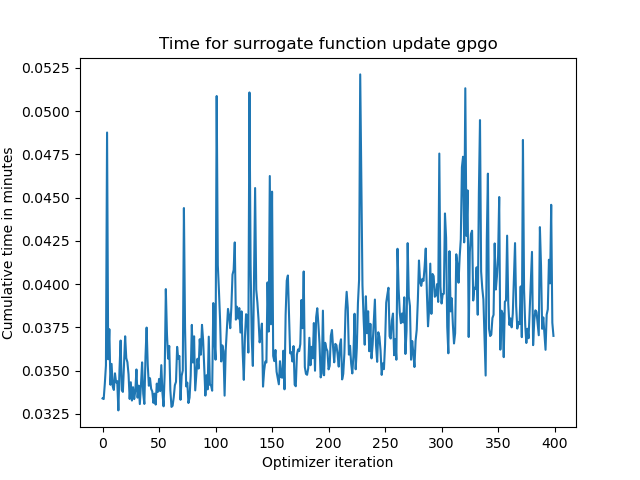 Time for surrogate function update gpgo
Cumulative time in minutes
0.0525
0.0500
0.0475
0.0450
0.0425
0.0400
0.0375
0.0350
0.0325
0 50 100 150 200 250 300 350 400
Optimizer iteration